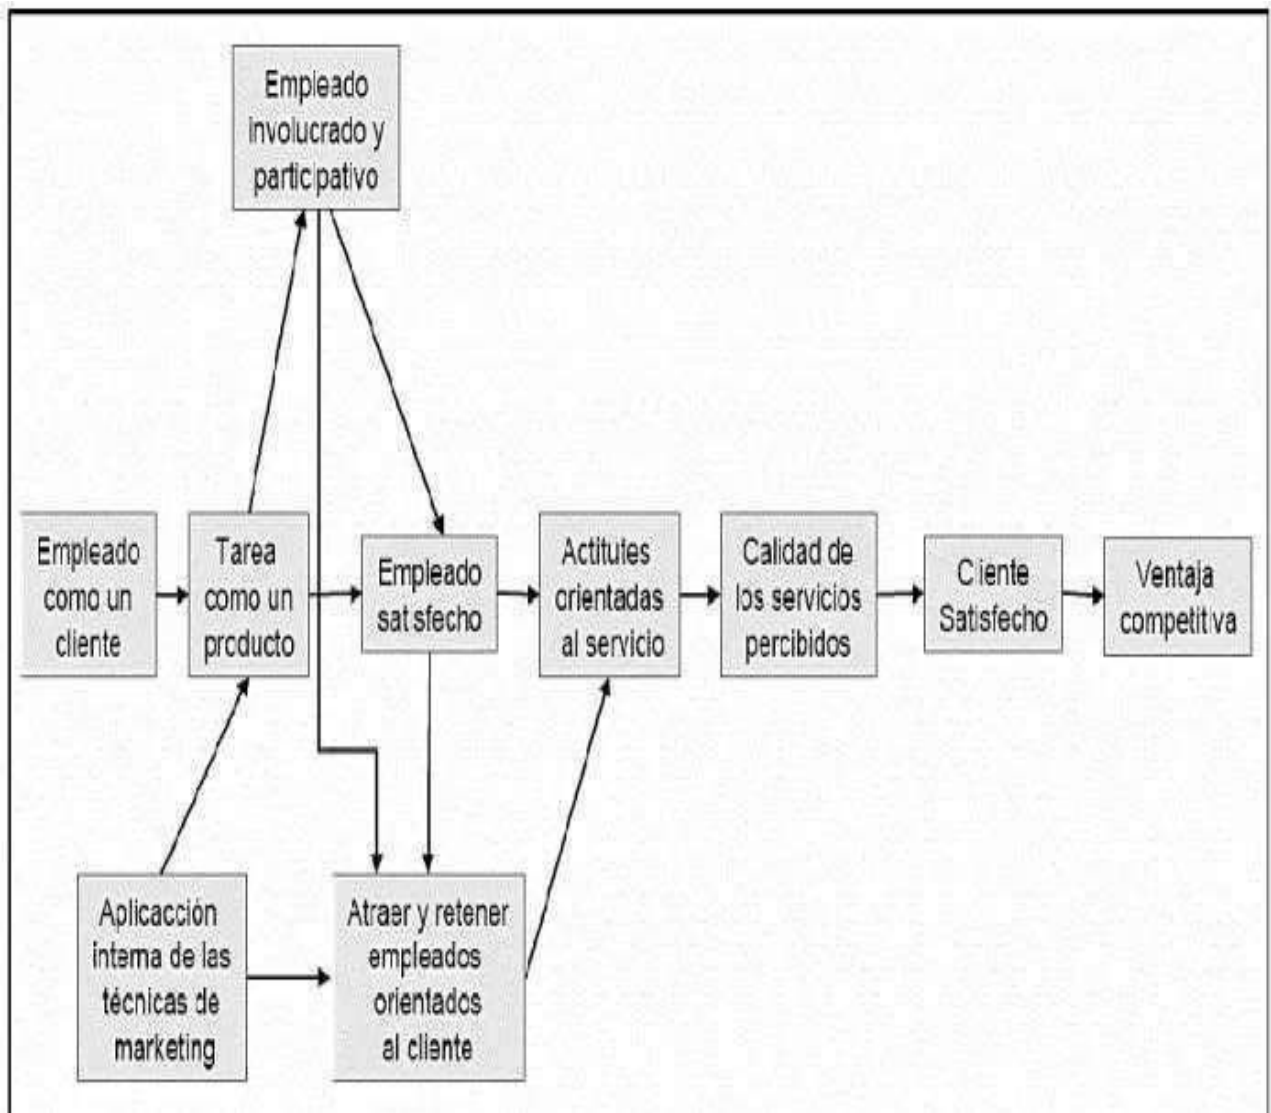 Empleado
involucrado y
participativo
Empleado
como un
cliente
Tarea
como un
producto
Empleado
satisfecho
Actitutes
orientadas
al servicio
Calidad de
los servicios
percibidos
Cliente
Satisfecho
Ventaja
competitiva
Aplicacción
interna de las
técnicas de
marketing
Atraer y retener
empleados
orientados
al cliente